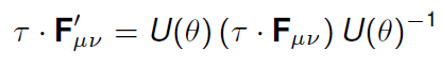 τ · F′μν = U(θ) (τ · Fμν) U(θ)−1